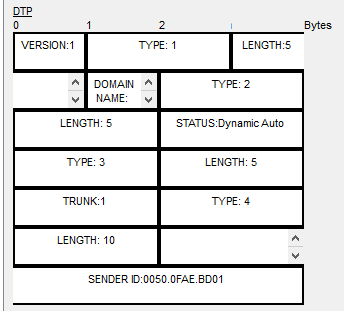 DTP
0 1 2 Bytes
VERSION:1 TYPE: 1 LENGTH:5
DOMAIN NAME: TYPE: 2
LENGTH: 5 STATUS:Dynamic Auto
TYPE: 3 LENGTH: 5
TRUNK:1 TYPE: 4
LENGTH: 10
SENDER ID:0050.0FAE.BD01